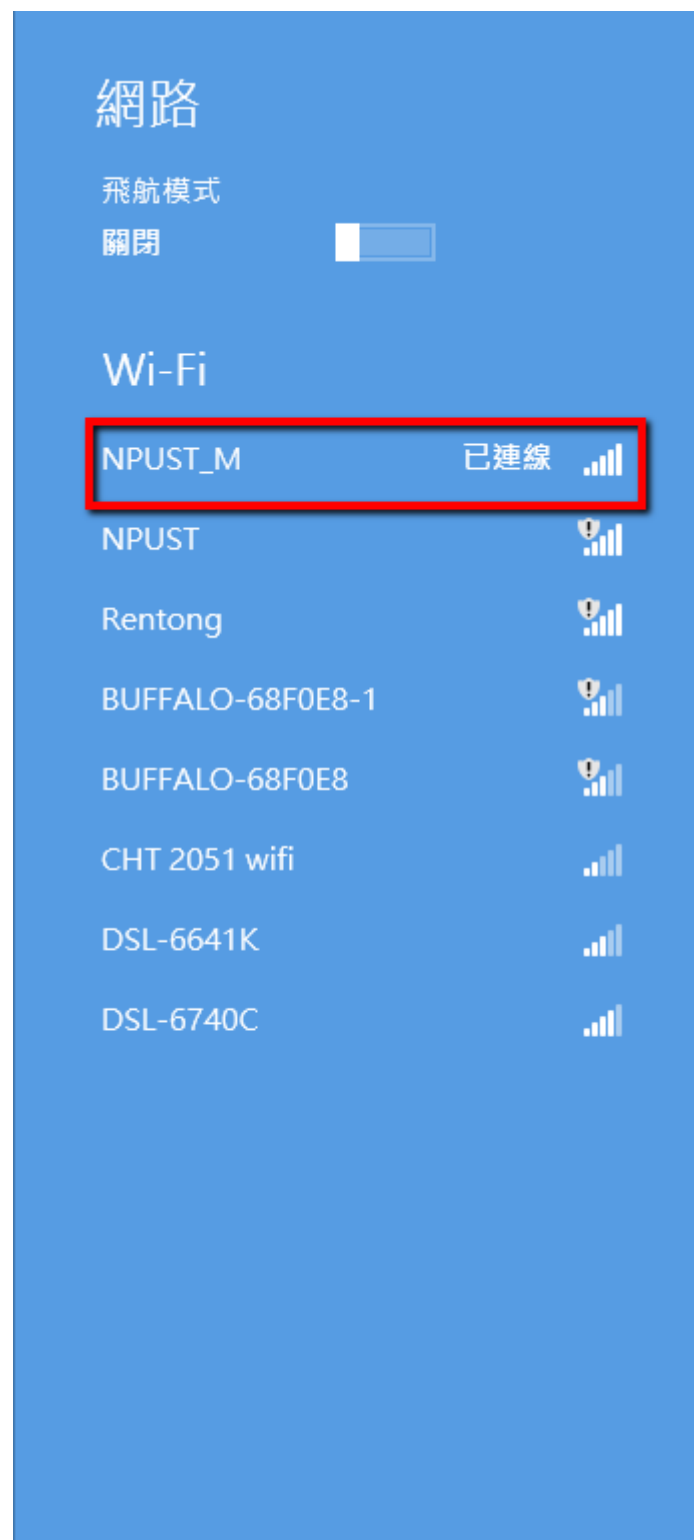 網路
飛航模式
關閉
Wi-Fi
NPUST_M 已連線
NPUST
Rentong
BUFFALO-68F0E8-1
BUFFALO-68F0E8
CHT 2051 wifi
DSL-6641K
DSL-6740C